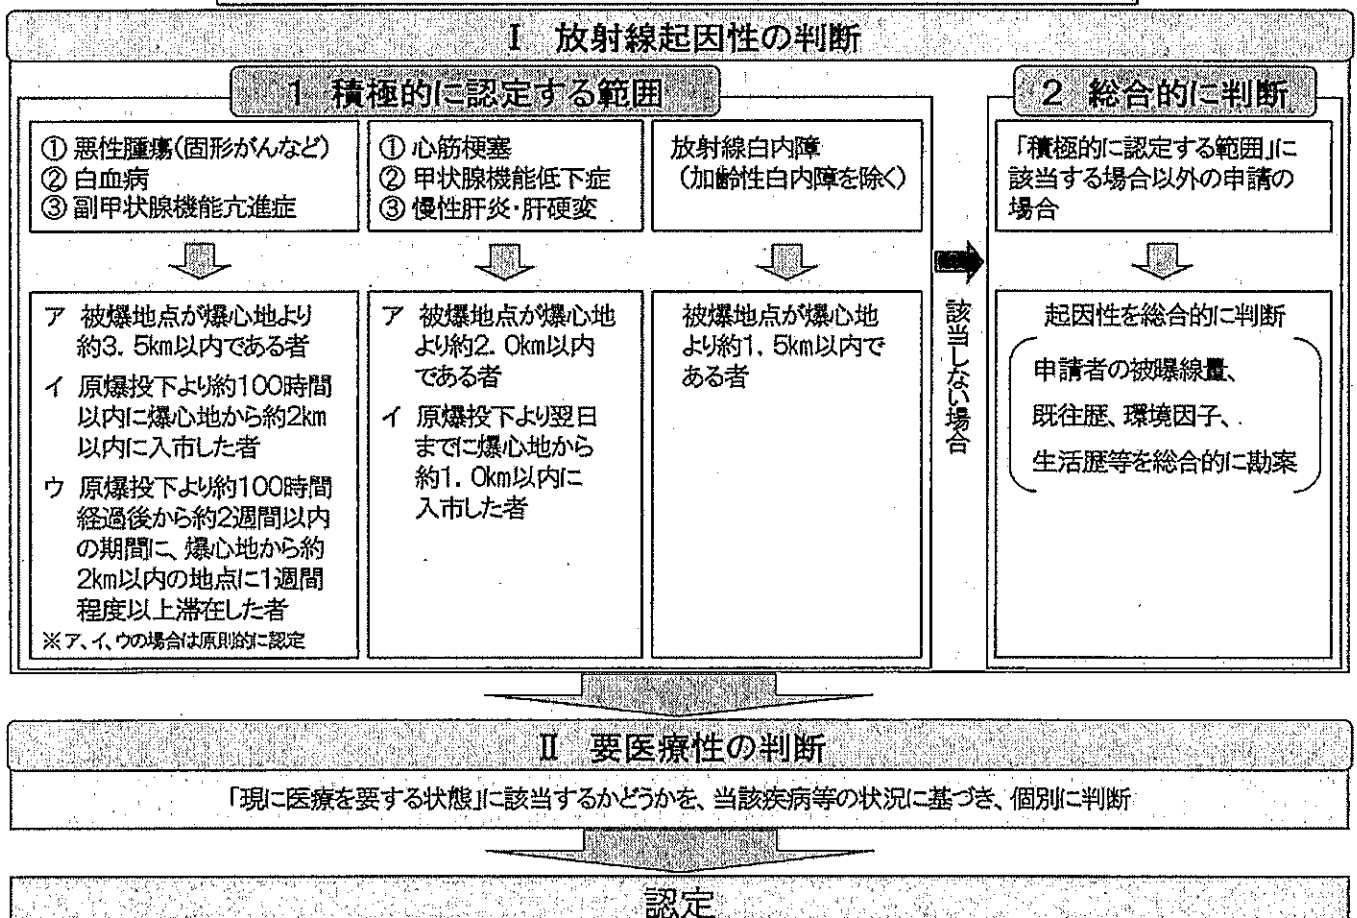 Ⅰ 放射線起因性の判断
1 積極的に認定する範囲
① 悪性腫瘍(固形がんなど)
② 白血病
③ 副甲状腺機能亢進症
ア 被爆地点が爆心地より
約3．5km以内である者
イ 原爆投下より約100時間
以内に爆心地から約2km
以内に入市した者
ウ 原爆投下より約100時間
経過後から約2週間以内
の期間に、爆心地から約
2km以内の地点に1週間
程度以上滞在した者
※ア、イ、ウの場合は原則的に認定
① 心筋梗塞
② 甲状腺機能低下症
③ 慢性肝炎・肝硬変
ア 被爆地点が爆心地
より約2．0km以内
である者
イ 原爆投下より翌日
までに爆心地から
約1．0km以内に
入市した者
放射線白内障
(加齢性白内障を除く)
被爆地点が爆心地
より約1．5km以内で
ある者
該当しない場合
2 総合的に判断
「積極的に認定する範囲」に
該当する場合以外の申請の
場合
起因性を総合的に判断
申請者の被曝線量、
既往歴、環境因子、
生活歴等を総合的に勘案
Ⅱ 要医療性の判断
「現に医療を要する状態」に該当するかどうかを、当該疾病等の状況に基づき、個別に判断
認定